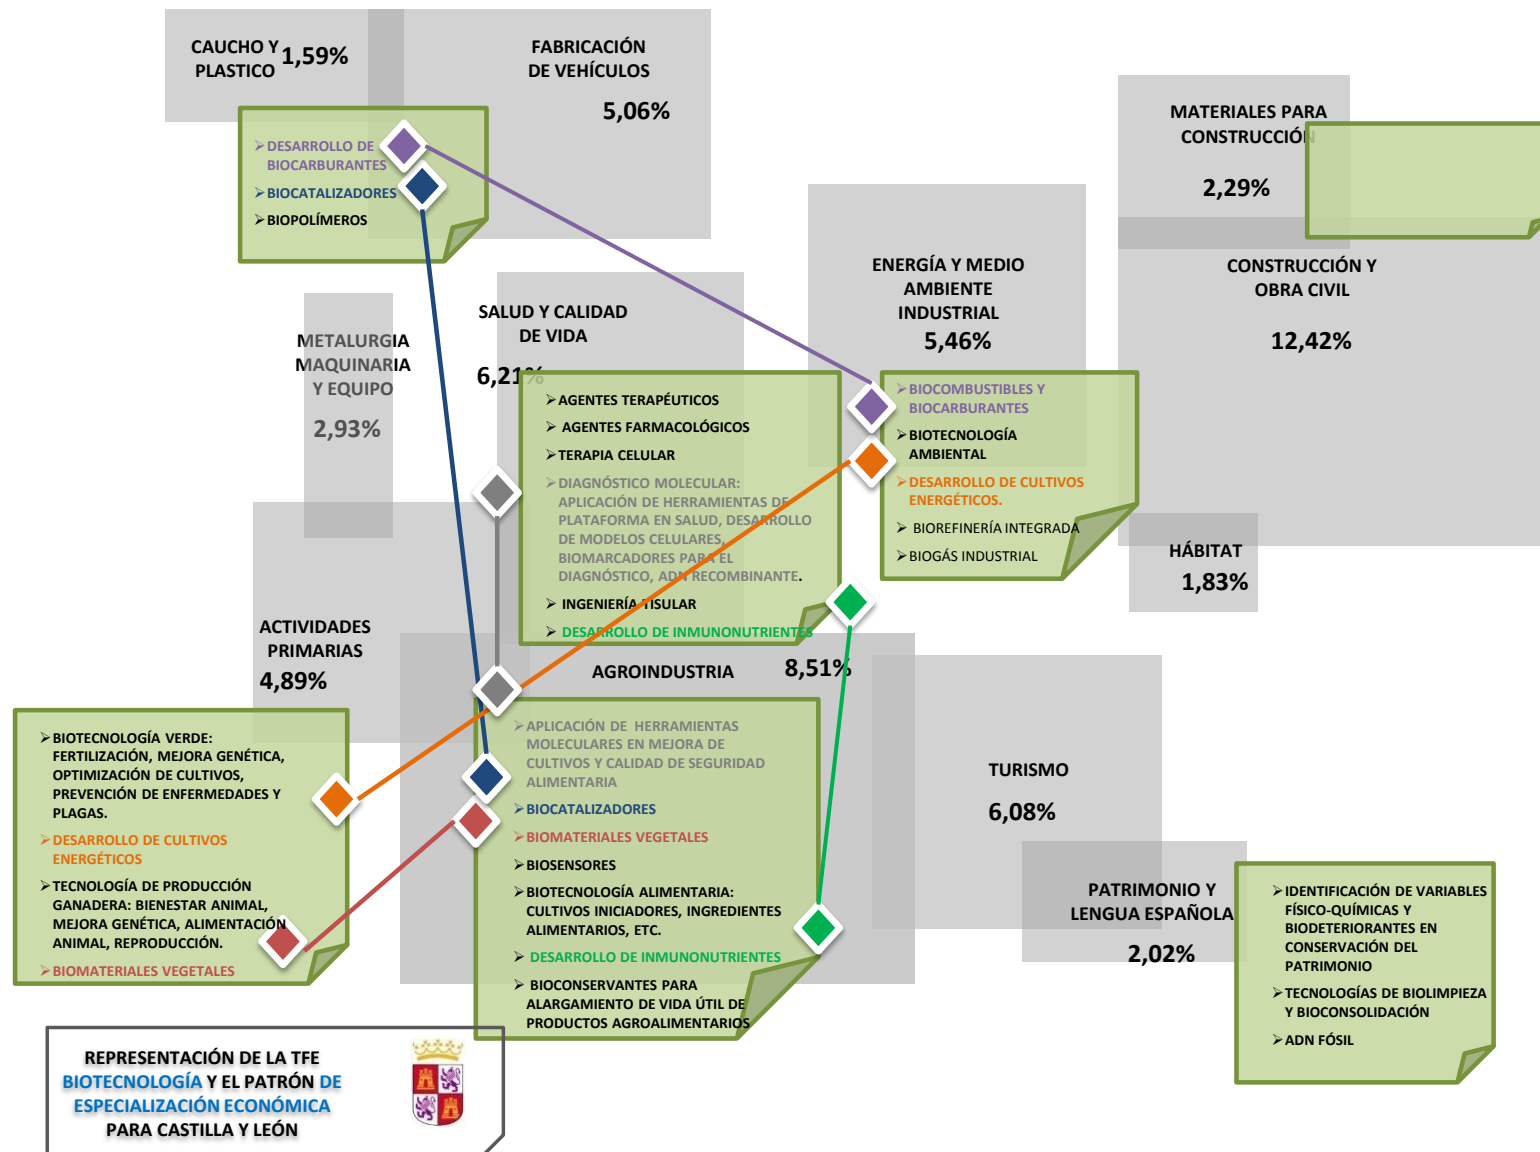 CAUCHO Y
PLASTICO
1,59%
FABRICACIÓN
DE VEHÍCULOS
5,06%
➢DESARROLLO DE
BIOCARBURANTES
➢BIOCATALIZADORES
➢BIOPOLÍMEROS
MATERIALES PARA
CONSTRUCCIÓN
2,29%
CONSTRUCCIÓN Y
OBRA CIVIL
12,42%
ENERGÍA Y MEDIO
AMBIENTE
INDUSTRIAL
5,46%
➢BIOCOMBUSTIBLES Y
BIOCARBURANTES
➢BIOTECNOLOGÍA
AMBIENTAL
➢DESARROLLO DE CULTIVOS
ENERGÉTICOS.
➢ BIOREFINERÍA INTEGRADA
➢BIOGÁS INDUSTRIAL
METALURGIA
MAQUINARIA
Y EQUIPO
2,93%
SALUD Y CALIDAD
DE VIDA
6,21%
➢AGENTES TERAPÉUTICOS
➢ AGENTES FARMACOLÓGICOS
➢TERAPIA CELULAR
➢DIAGNÓSTICO MOLECULAR:
APLICACIÓN DE HERRAMIENTAS DE
PLATAFORMA EN SALUD, DESARROLLO
DE MODELOS CELULARES,
BIOMARCADORES PARA EL
DIAGNÓSTICO, ADN RECOMBINANTE.
➢ INGENIERÍA TISULAR
➢ DESARROLLO DE INMUNONUTRIENTES
HÁBITAT
1,83%
ACTIVIDADES
PRIMARIAS
4,89%
➢BIOTECNOLOGÍA VERDE:
FERTILIZACIÓN, MEJORA GENÉTICA,
OPTIMIZACIÓN DE CULTIVOS,
PREVENCIÓN DE ENFERMEDADES Y
PLAGAS.
➢DESARROLLO DE CULTIVOS
ENERGÉTICOS
➢TECNOLOGÍA DE PRODUCCIÓN
GANADERA: BIENESTAR ANIMAL,
MEJORA GENÉTICA, ALIMENTACIÓN
ANIMAL, REPRODUCCIÓN.
➢BIOMATERIALES VEGETALES
AGROINDUSTRIA
8,51%
➢APLICACIÓN DE HERRAMIENTAS
MOLECULARES EN MEJORA DE
CULTIVOS Y CALIDAD DE SEGURIDAD
ALIMENTARIA
➢BIOCATALIZADORES
➢BIOMATERIALES VEGETALES
➢BIOSENSORES
➢BIOTECNOLOGÍA ALIMENTARIA:
CULTIVOS INICIADORES, INGREDIENTES
ALIMENTARIOS, ETC.
➢ DESARROLLO DE INMUNONUTRIENTES
➢ BIOCONSERVANTES PARA
ALARGAMIENTO DE VIDA ÚTIL DE
PRODUCTOS AGROALIMENTARIOS
TURISMO
6,08%
PATRIMONIO Y
LENGUA ESPAÑOLA
2,02%
➢IDENTIFICACIÓN DE VARIABLES
FÍSICO-QUÍMICAS Y
BIODETERIORANTES EN
CONSERVACIÓN DEL
PATRIMONIO
➢TECNOLOGÍAS DE BIOLIMPIEZA
Y BIOCONSOLIDACIÓN
➢ADN FÓSIL
REPRESENTACIÓN DE LA TFE
BIOTECNOLOGÍA Y EL PATRÓN DE
ESPECIALIZACIÓN ECONÓMICA
PARA CASTILLA Y LEÓN